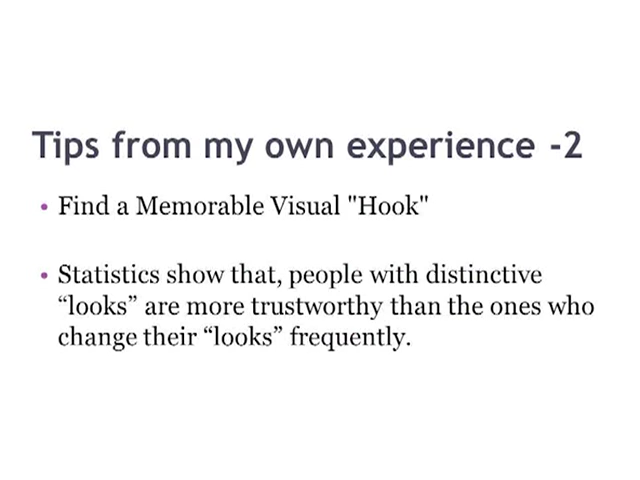 Tips from my own experience -2
• Find a Memorable Visual "Hook"
• Statistics show that, people with distinctive
“looks” are more trustworthy than the ones who
change their “looks” frequently.